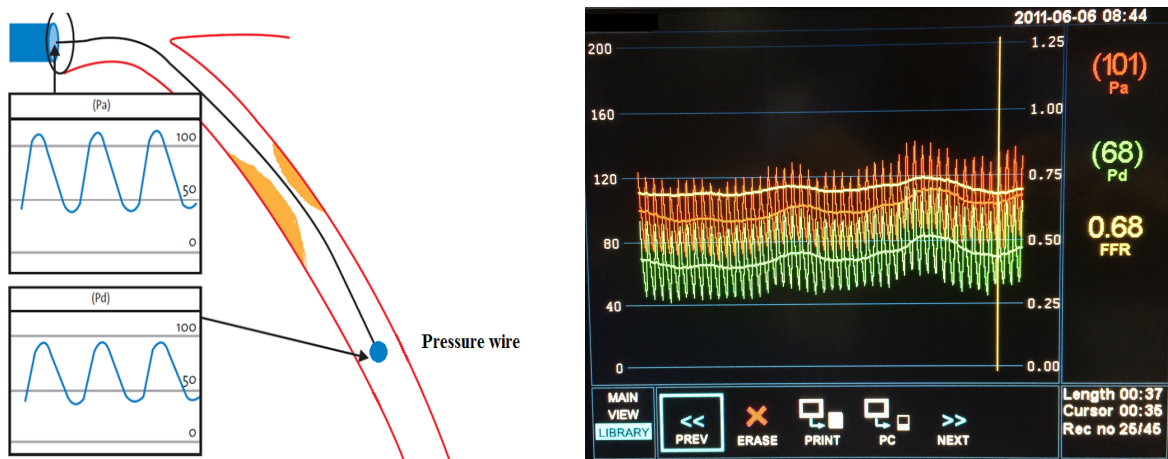 (Pa)
100
50
0
(Pd)
100
50
0
Pressure wire
2011-06-06 08:44
200
160
120
80
40
0
1.25
1.00
0.75
0.50
0.25
0.00
(101)
Pa
(68)
Pd
0.68
FFR
MAIN
VIEW
LIBRARY
<<
PREV
ERASE
PRINT
PC
>>
NEXT
Length 00:37
Cursor 00:35
Rec no 25/45